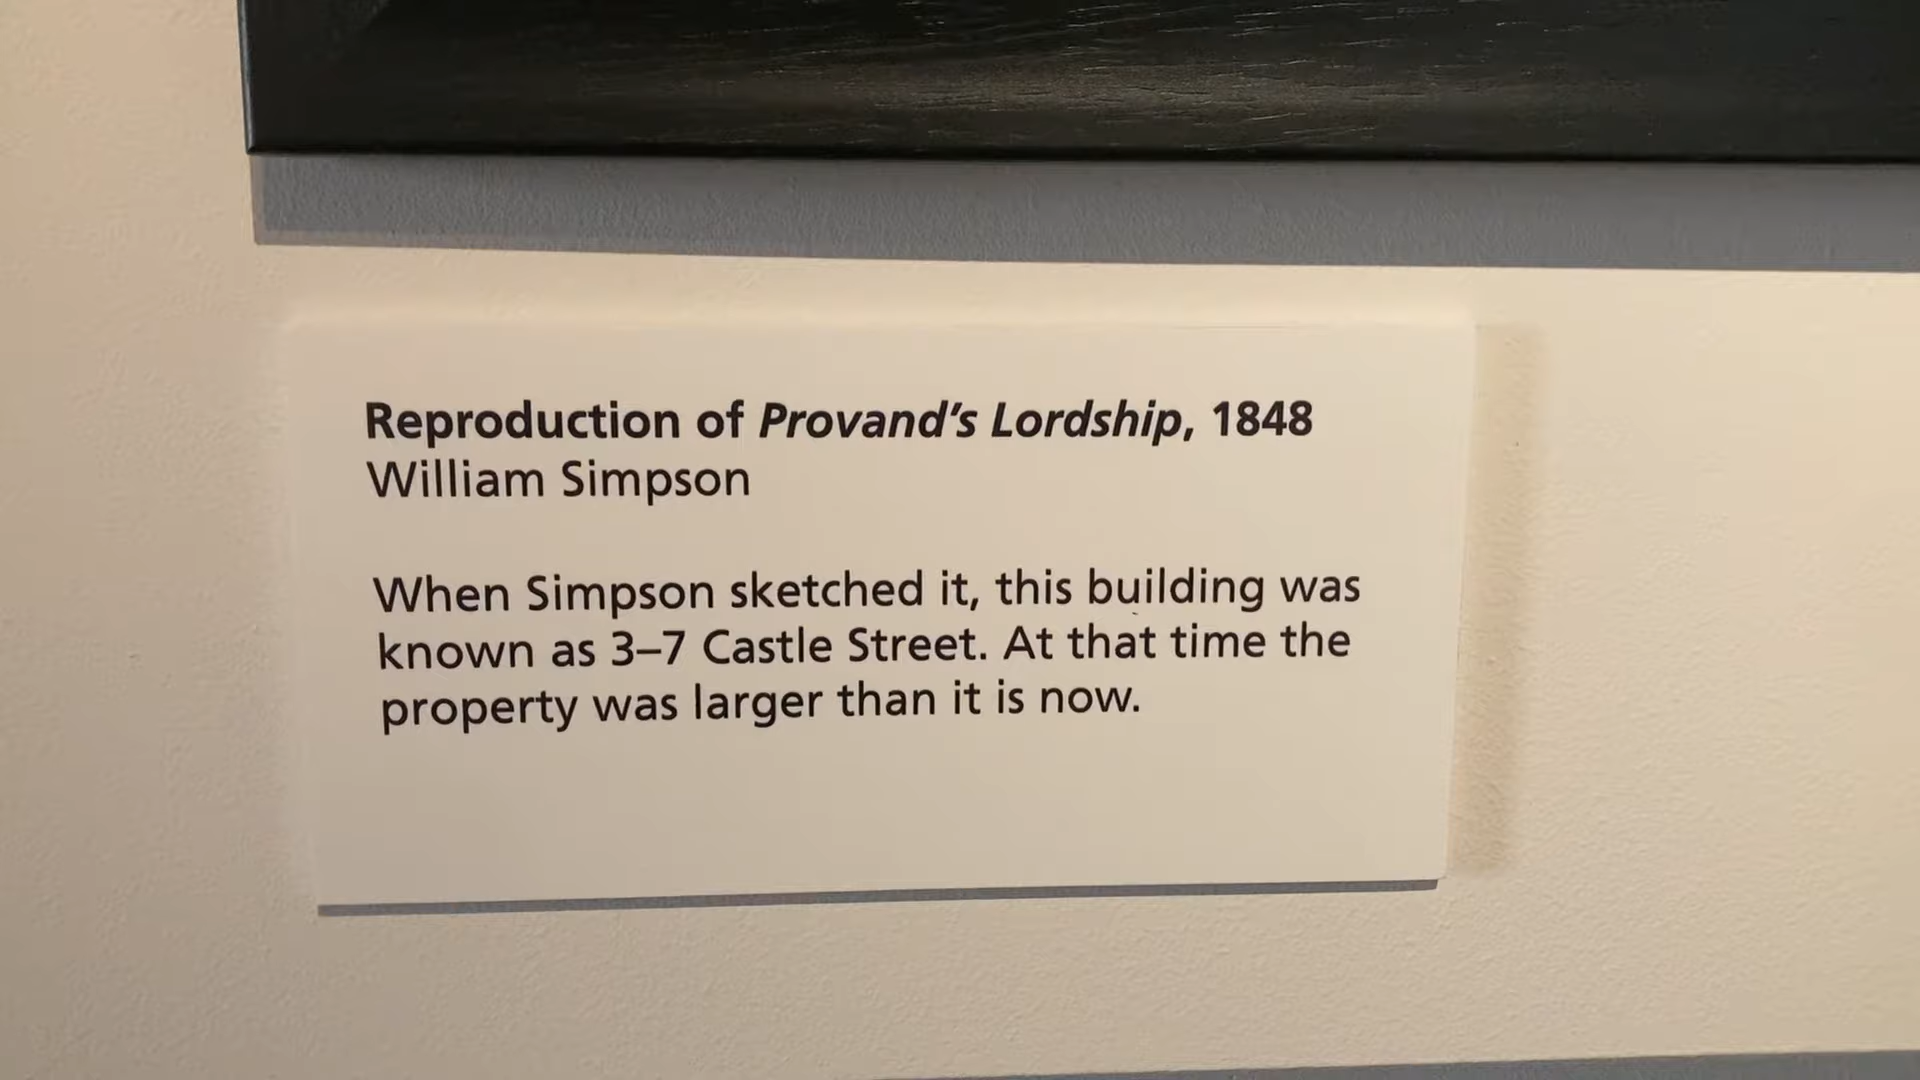 Reproduction of Provand's Lordship, 1848
William Simpson
When Simpson sketched it, this building was
known as 3–7 Castle Street. At that time the
property was larger than it is now.